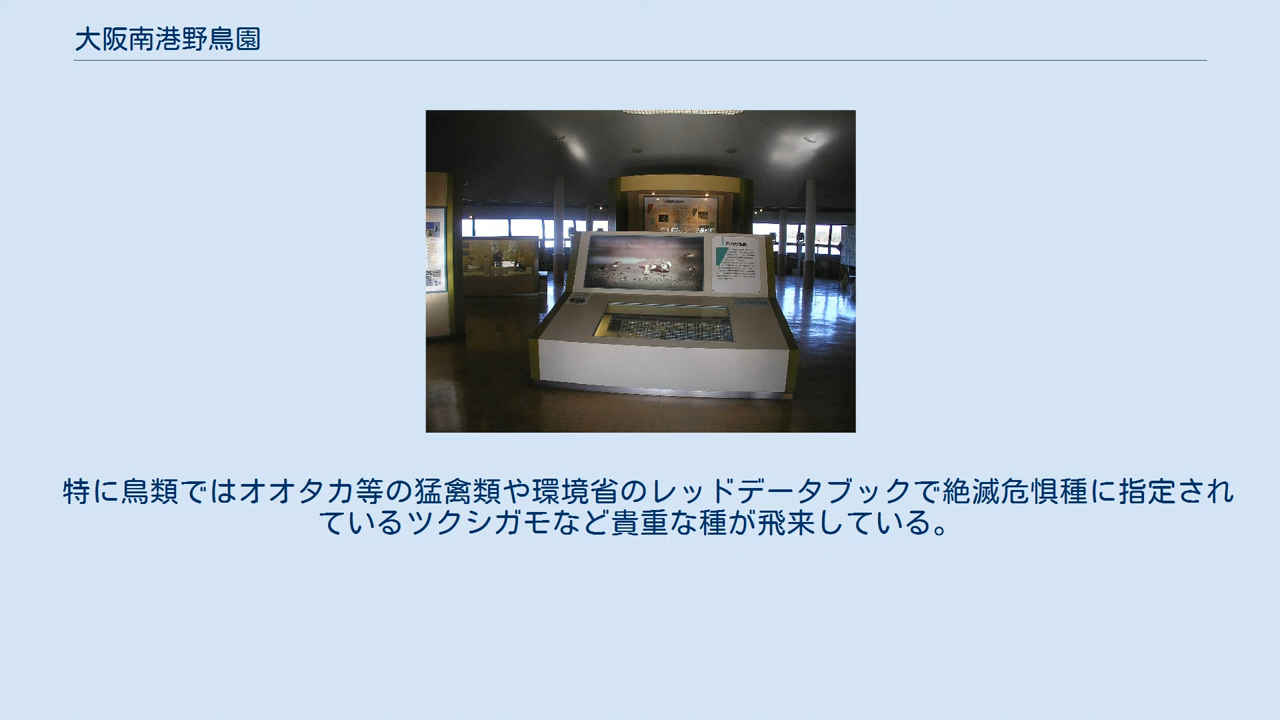 大阪南港野鳥園
特に鳥類ではオオタカ等の猛禽類や環境省のレッドデータブックで絶滅危惧種に指定され
ているツクシガモなど貴重な種が飛来している。